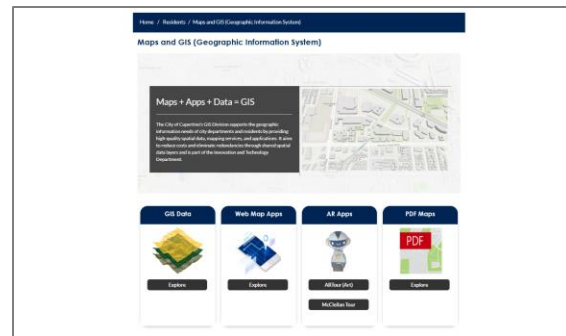 Home / Residents / Maps and GIS (Geographic Information System)
Maps and GIS (Geographic Information System)
Maps + Apps + Data = GIS
The City of Cupertino's GIS Division supports the geographic
information needs of city departments and residents by providing
high-quality spatial data, mapping services, and applications. It aims
to reduce costs and eliminate redundancies through shared spatial
data layers and is part of the Innovation and Technology
Department.
GIS Data
Web Map Apps
AR Apps
PDF Maps
PDF
Explore
Explore
ARTour (Art)
Explore
McClellan Tour